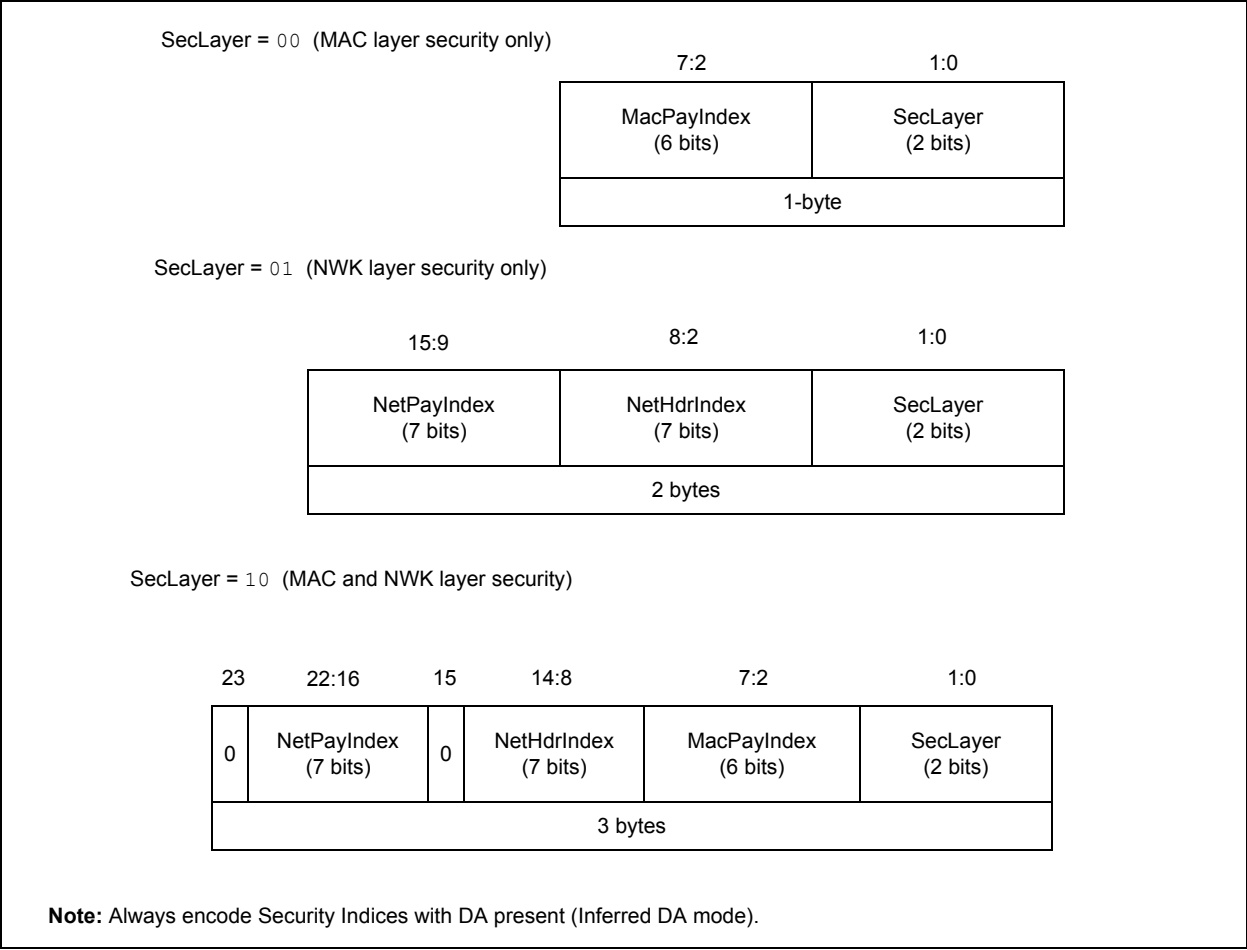 SecLayer = 00 (MAC layer security only)
7:2 1:0
MacPayIndex SecLayer
(6 bits) (2 bits)
1-byte
SecLayer = 01 (NWK layer security only)
15:9 8:2 1:0
NetPayIndex NetHdrIndex SecLayer
(7 bits) (7 bits) (2 bits)
2 bytes
SecLayer = 10 (MAC and NWK layer security)
23 22:16 15 14:8 7:2 1:0
0 NetPayIndex 0 NetHdrIndex MacPayIndex SecLayer
(7 bits) (7 bits) (6 bits) (2 bits)
3 bytes
Note: Always encode Security Indices with DA present (Inferred DA mode).